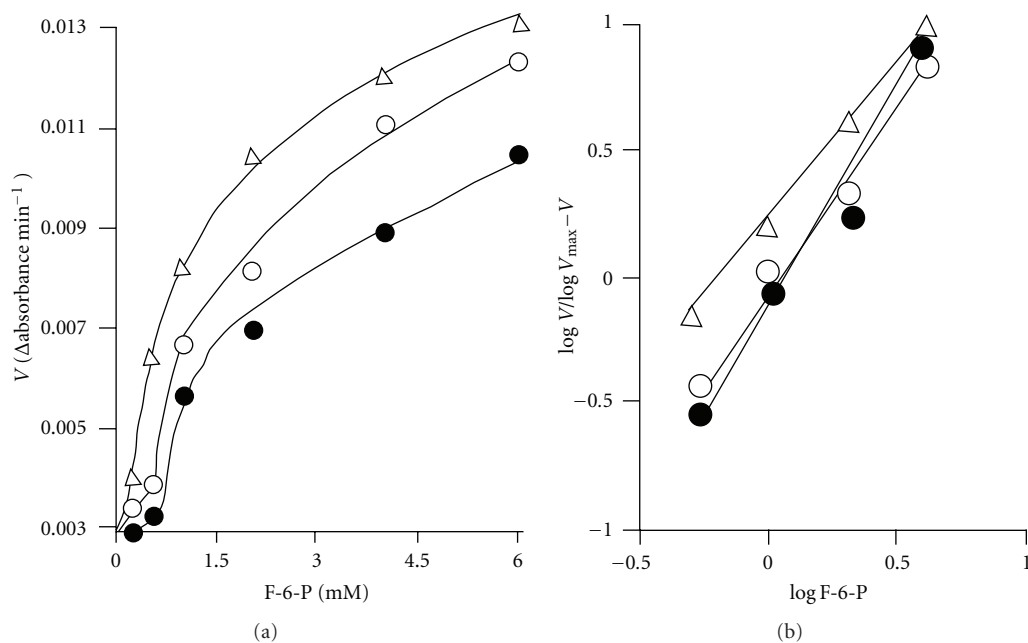 0.013
0.011
0.009
0.007
0.005
0.003
V (Δabsorbance min⁻¹)
0 1.5 3 4.5 6
F-6-P (mM)
(a)
1
0.5
0
−0.5
−1
log V/log Vmax−V
−0.5 0 0.5 1
log F-6-P
(b)